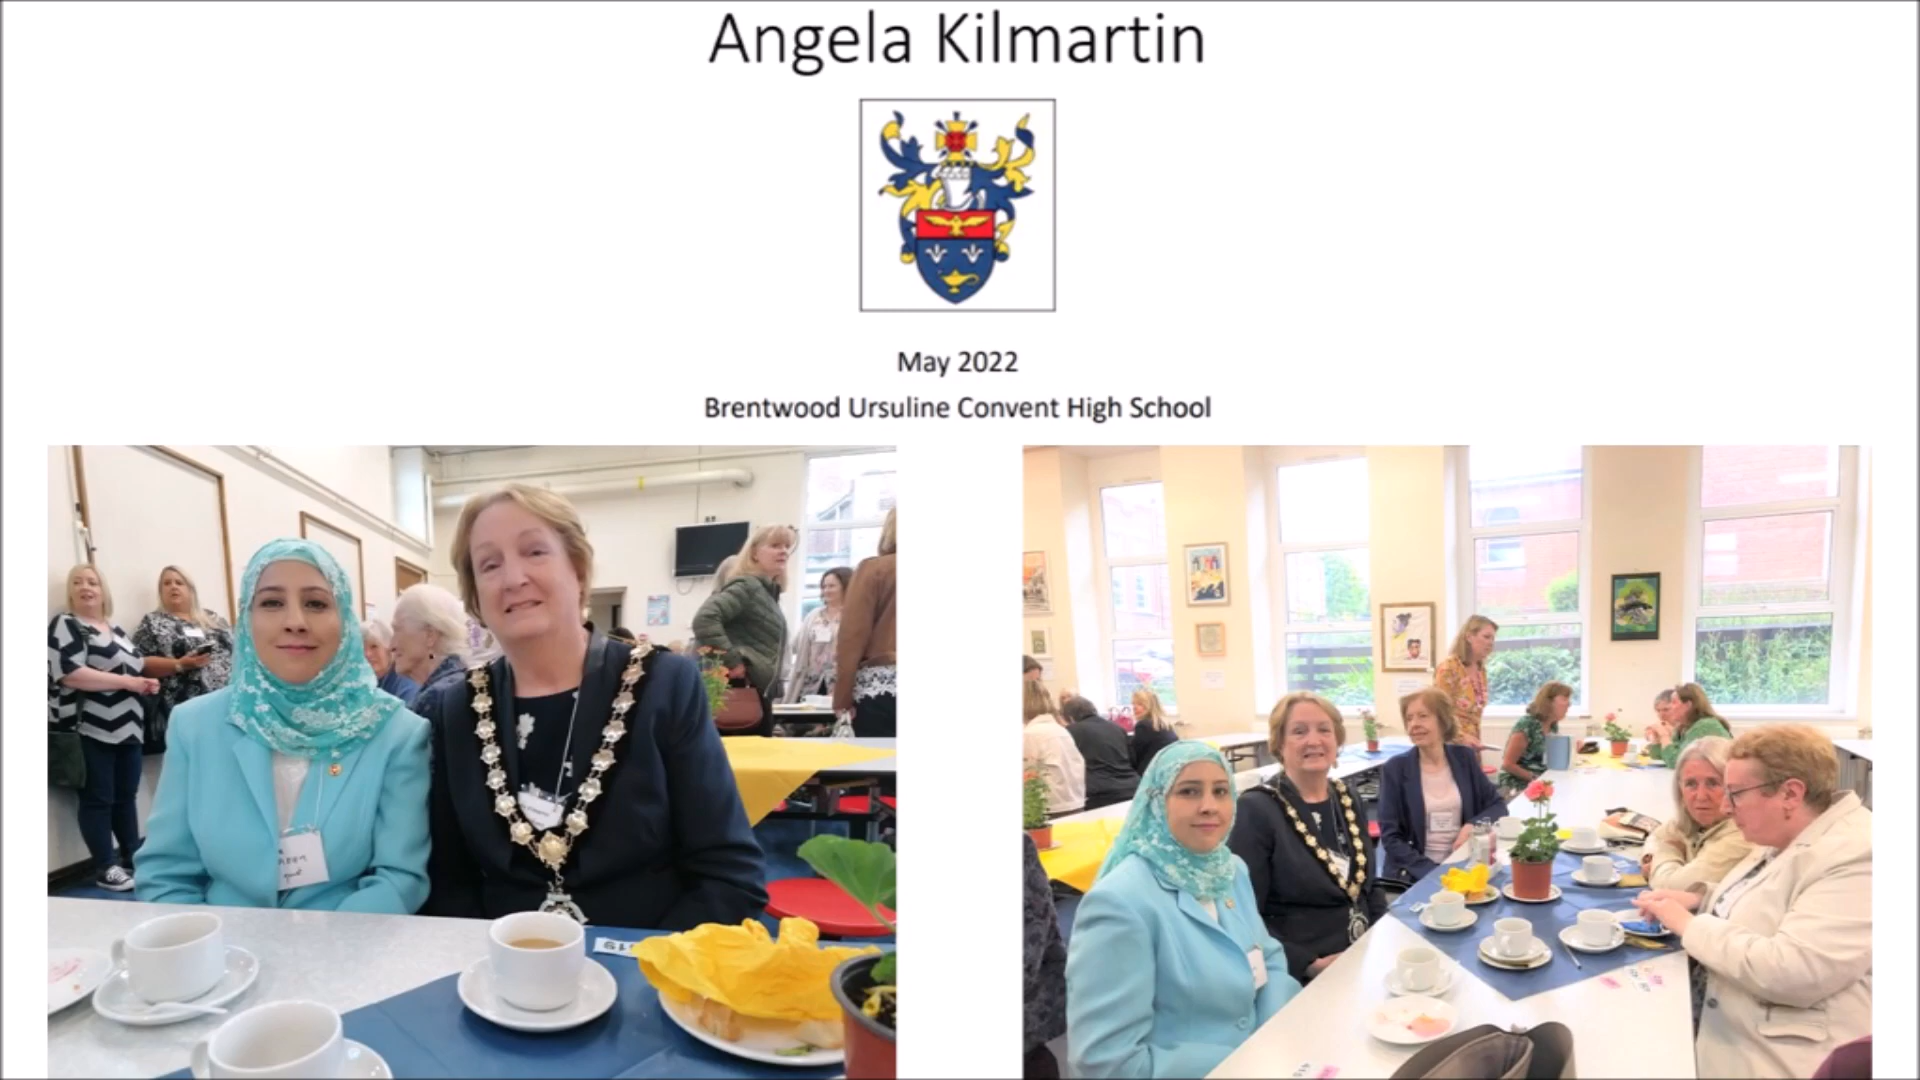 Angela Kilmartin
May 2022
Brentwood Ursuline Convent High School